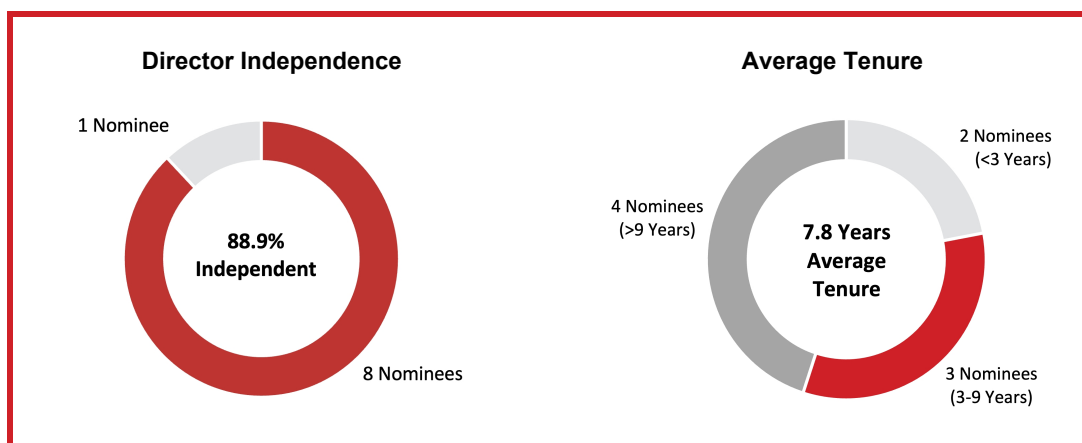 Director Independence
1 Nominee
88.9%
Independent
8 Nominees
Average Tenure
2 Nominees
(<3 Years)
4 Nominees
(>9 Years)
7.8 Years
Average
Tenure
3 Nominees
(3-9 Years)